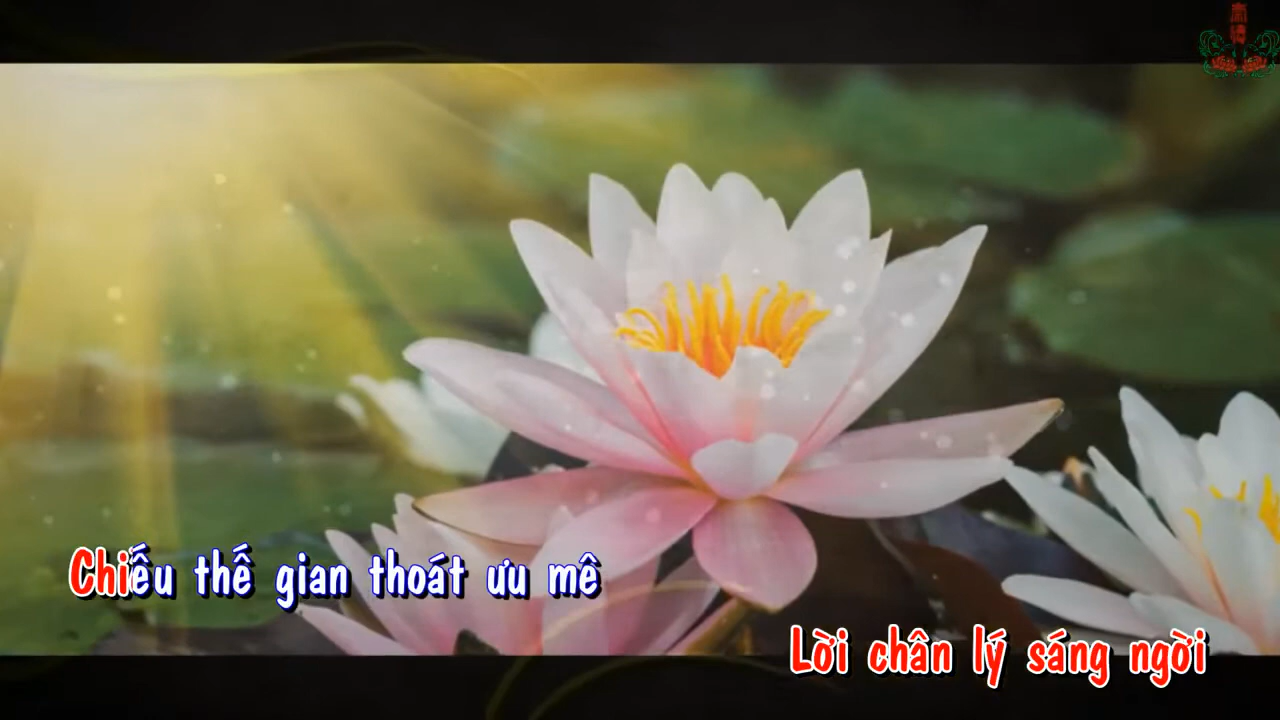 Chiếu thế gian thoát ưu mê
Lời chân lý sáng ngời